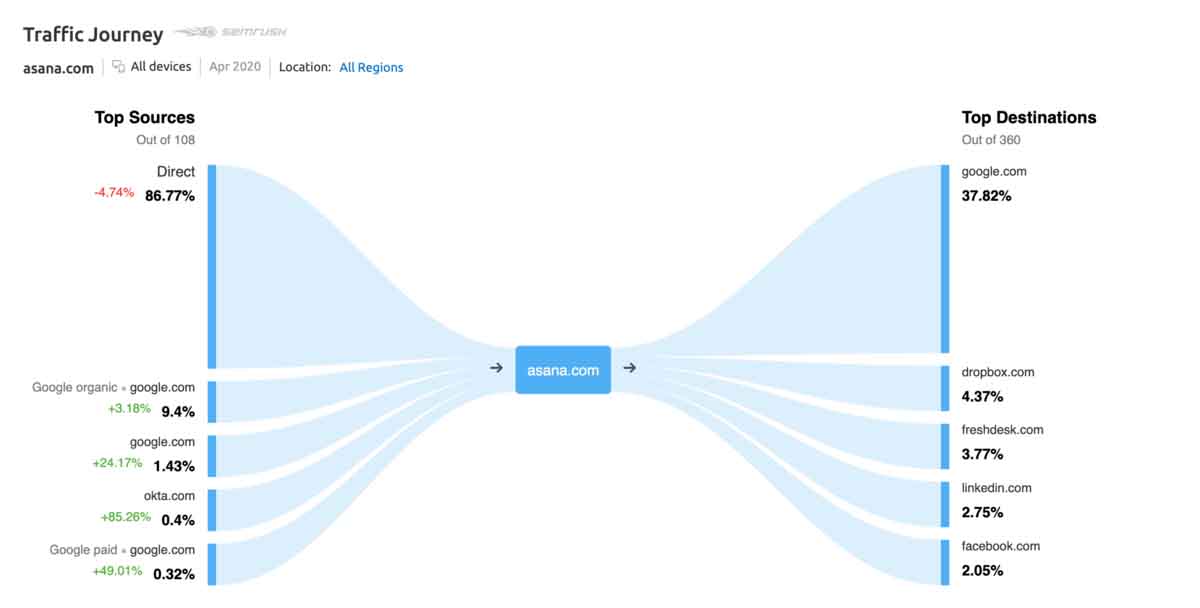 Traffic Journey semrush
asana.com All devices Apr 2020 Location: All Regions
Top Sources
Out of 108
Direct
-4.74% 86.77%
Google organic • google.com
+3.18% 9.4%
google.com
+24.17% 1.43%
okta.com
+85.26% 0.4%
Google paid • google.com
+49.01% 0.32%
→ asana.com →
Top Destinations
Out of 360
google.com
37.82%
dropbox.com
4.37%
freshdesk.com
3.77%
linkedin.com
2.75%
facebook.com
2.05%